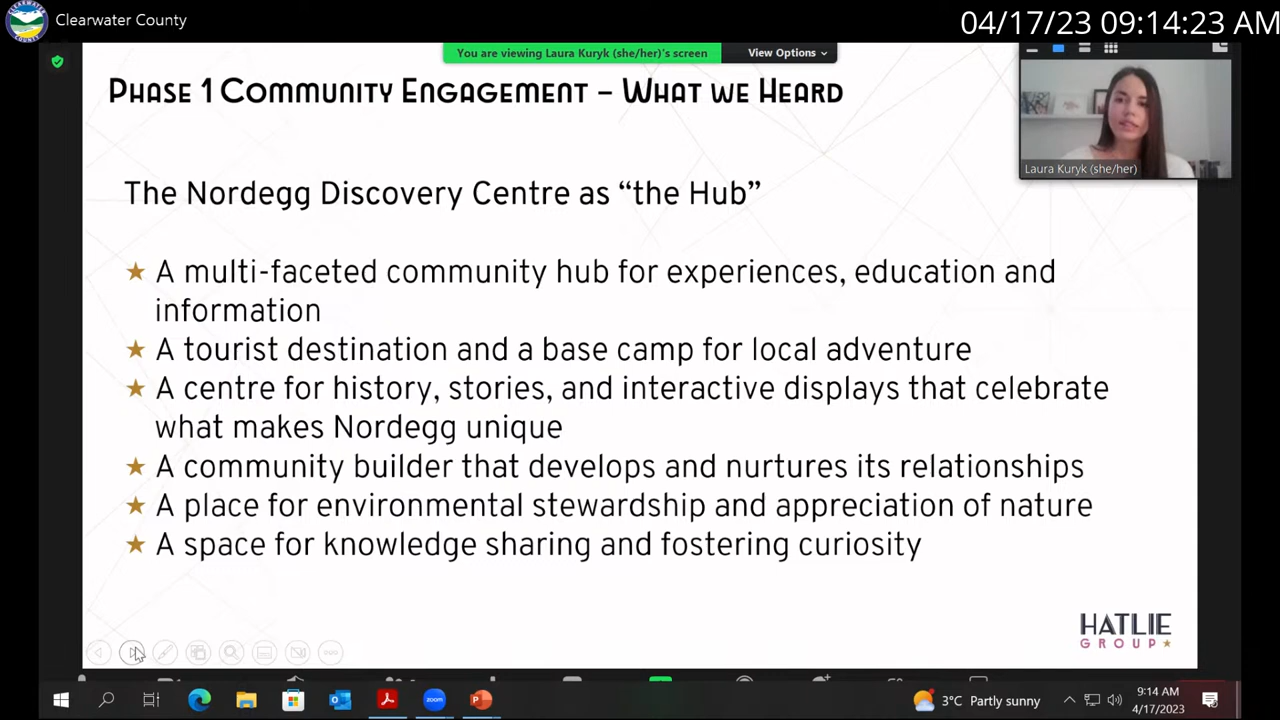 Clearwater County
04/17/23 09:14:23 AM
You are viewing Laura Kuryk (she/her)'s screen
View Options
PHASE 1 COMMUNITY ENGAGEMENT – WHAT WE HEARD
Laura Kuryk (she/her)
The Nordegg Discovery Centre as “the Hub”
★ A multi-faceted community hub for experiences, education and
information
★ A tourist destination and a base camp for local adventure
★ A centre for history, stories, and interactive displays that celebrate
what makes Nordegg unique
★ A community builder that develops and nurtures its relationships
★ A place for environmental stewardship and appreciation of nature
★ A space for knowledge sharing and fostering curiosity
HATLIE
GROUP
zoom
3°C Partly sunny
9:14 AM
4/17/2023